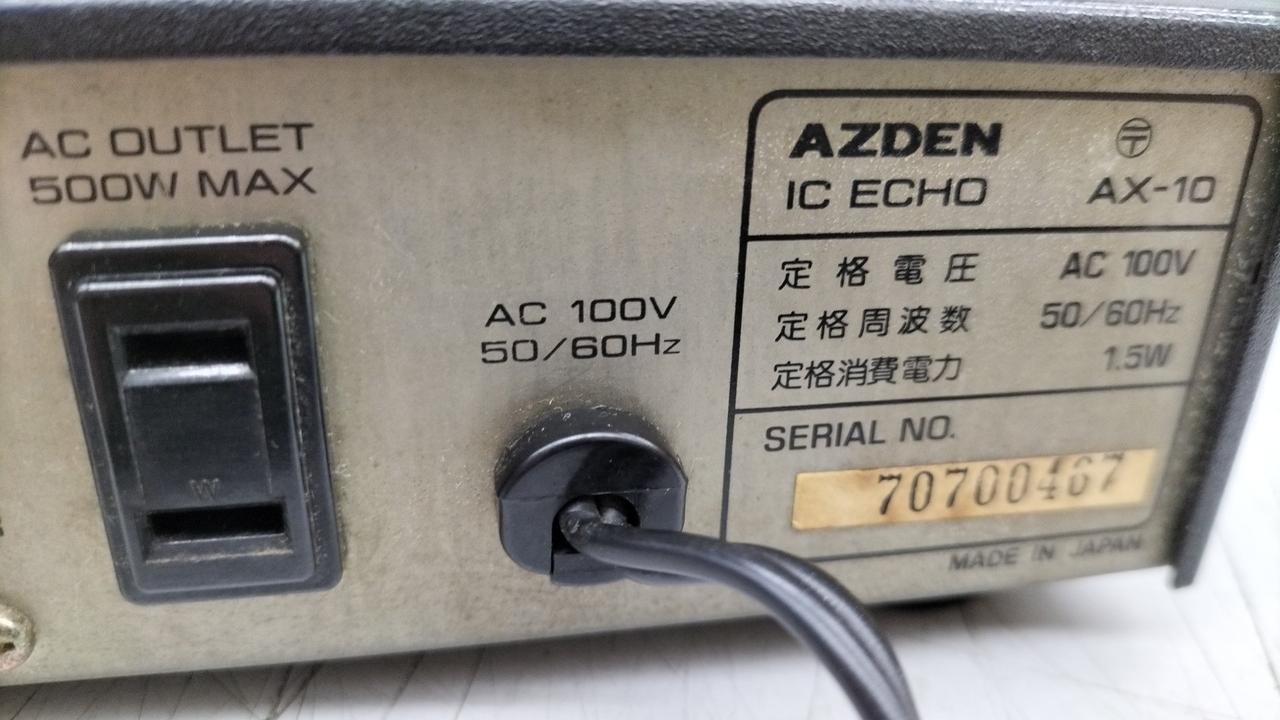 AC OUTLET
500W MAX
W
AC 100V
50/60Hz
AZDEN 〶
IC ECHO AX-10
定格電圧 AC 100V
定格周波数 50/60Hz
定格消費電力 1.5W
SERIAL NO.
70700467
MADE IN JAPAN